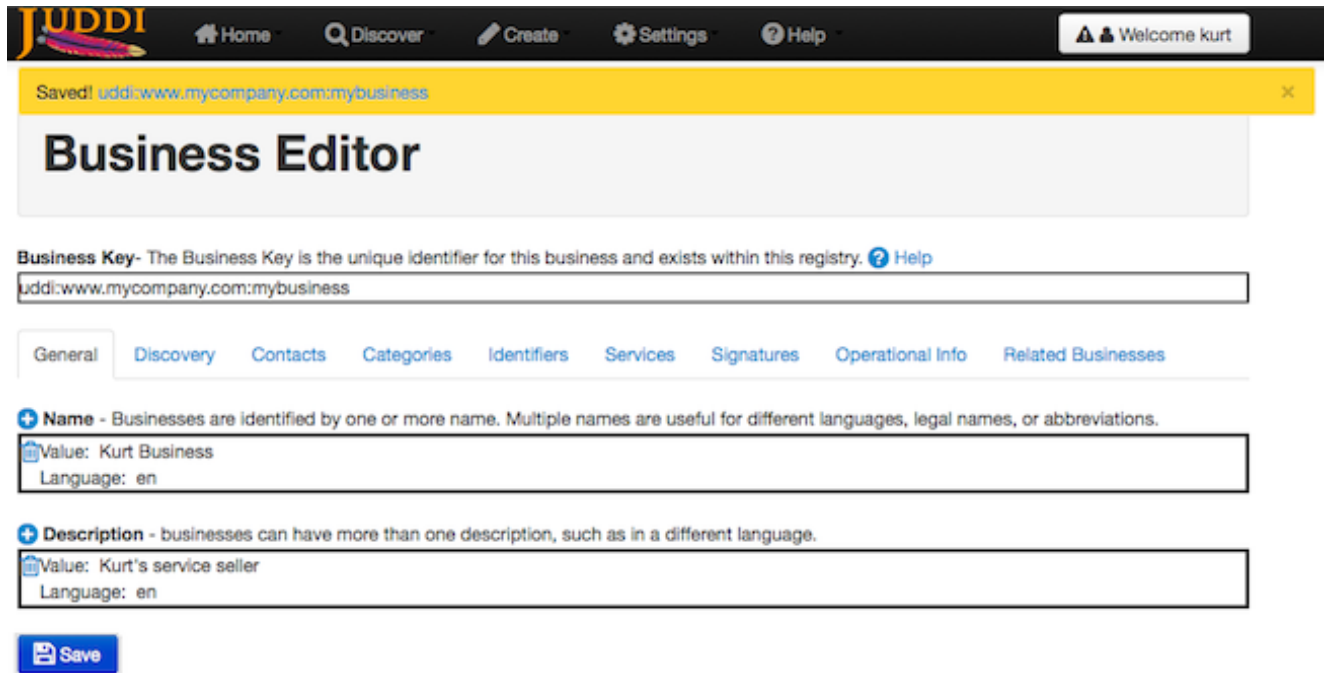 jUDDI Home Discover Create Settings Help Welcome kurt
Saved! uddi:www.mycompany.com:mybusiness ×
Business Editor
Business Key- The Business Key is the unique identifier for this business and exists within this registry. Help
uddi:www.mycompany.com:mybusiness
General Discovery Contacts Categories Identifiers Services Signatures Operational Info Related Businesses
Name - Businesses are identified by one or more name. Multiple names are useful for different languages, legal names, or abbreviations.
Value: Kurt Business
Language: en
Description - businesses can have more than one description, such as in a different language.
Value: Kurt's service seller
Language: en
Save